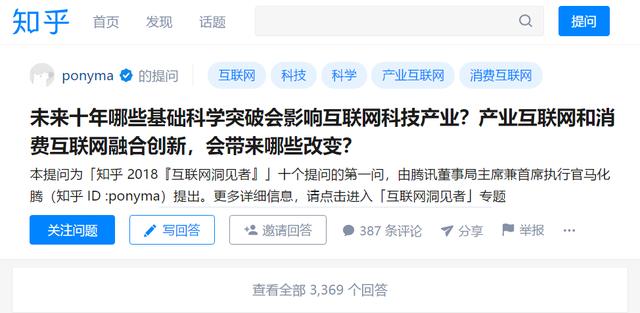 知乎 首页 发现 话题 提问
ponyma 的提问 互联网 科技 科学 产业互联网 消费互联网
未来十年哪些基础科学突破会影响互联网科技产业？产业互联网和消
费互联网融合创新，会带来哪些改变？
本提问为「知乎 2018『互联网洞见者』」十个提问的第一问，由腾讯董事局主席兼首席执行官马化
腾（知乎 ID :ponyma）提出。更多详细信息，请点击进入「互联网洞见者」专题
关注问题 写回答 邀请回答 387 条评论 分享 举报 ···
查看全部 3,369 个回答